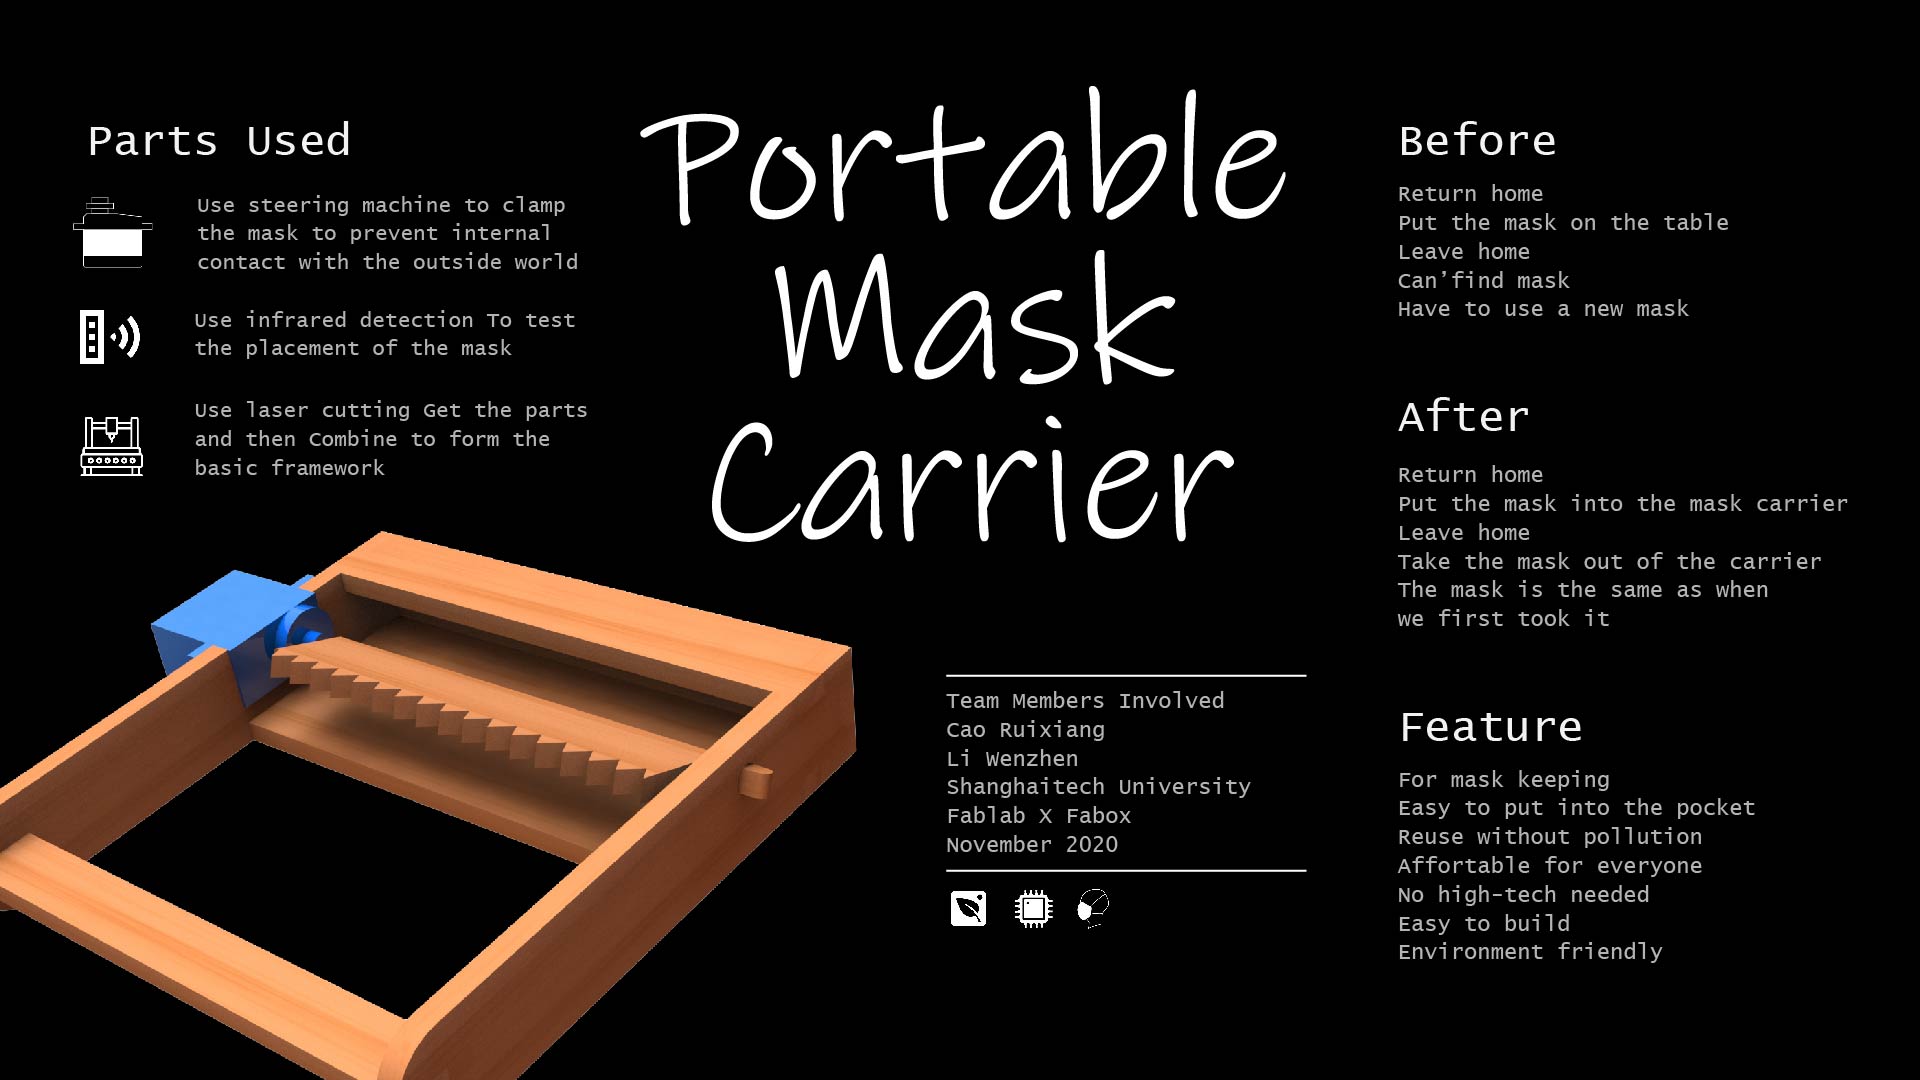 Parts Used
Use steering machine to clamp
the mask to prevent internal
contact with the outside world
Use infrared detection To test
the placement of the mask
Use laser cutting Get the parts
and then Combine to form the
basic framework
Portable
Mask
Carrier
Team Members Involved
Cao Ruixiang
Li Wenzhen
Shanghaitech University
Fablab X Fabox
November 2020
Before
Return home
Put the mask on the table
Leave home
Can’find mask
Have to use a new mask
After
Return home
Put the mask into the mask carrier
Leave home
Take the mask out of the carrier
The mask is the same as when
we first took it
Feature
For mask keeping
Easy to put into the pocket
Reuse without pollution
Affortable for everyone
No high-tech needed
Easy to build
Environment friendly